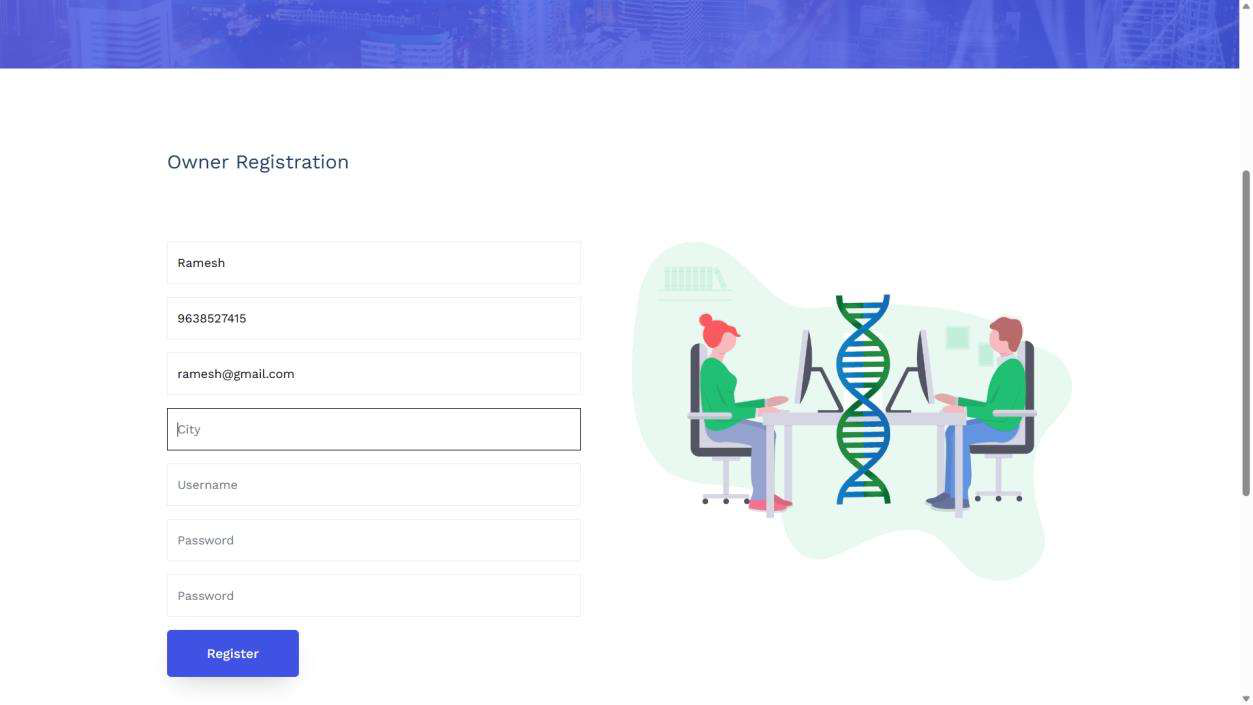 Owner Registration
Ramesh
9638527415
ramesh@gmail.com
City
Username
Password
Password
Register